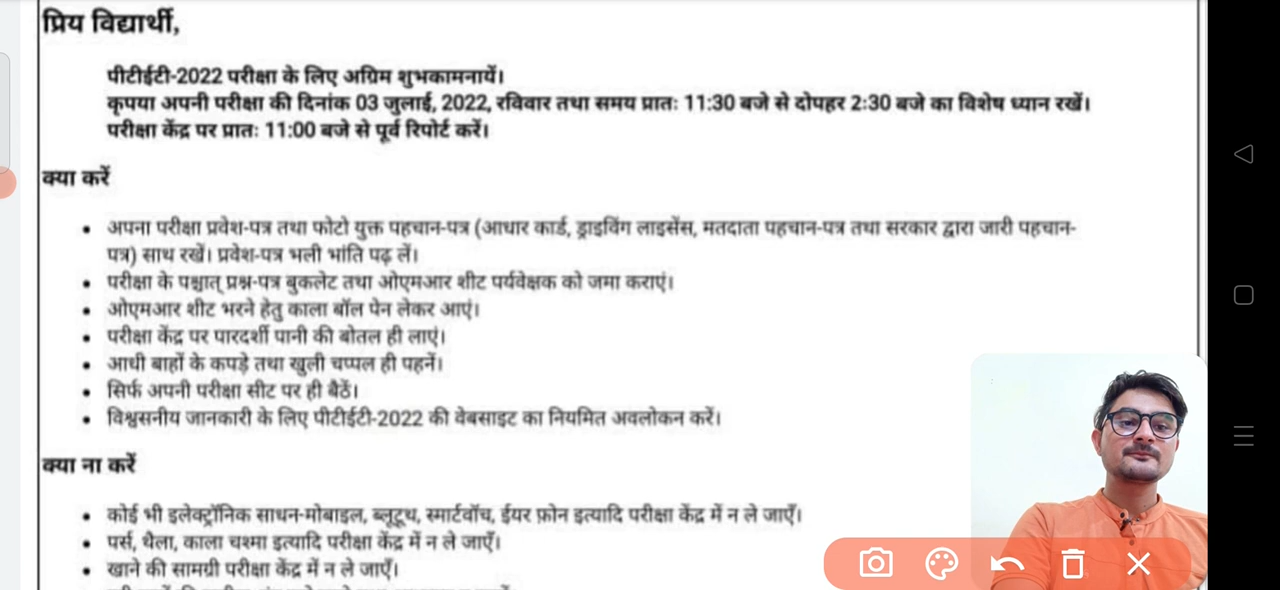 प्रिय विद्यार्थी,
पीटीईटी-2022 परीक्षा के लिए अग्रिम शुभकामनायें।
कृपया अपनी परीक्षा की दिनांक 03 जुलाई, 2022, रविवार तथा समय प्रातः 11:30 बजे से दोपहर 2:30 बजे का विशेष ध्यान रखें।
परीक्षा केंद्र पर प्रातः 11:00 बजे से पूर्व रिपोर्ट करें।
क्या करें
• अपना परीक्षा प्रवेश-पत्र तथा फोटो युक्त पहचान-पत्र (आधार कार्ड, ड्राइविंग लाइसेंस, मतदाता पहचान-पत्र तथा सरकार द्वारा जारी पहचान-
पत्र) साथ रखें। प्रवेश-पत्र भली भांति पढ़ लें।
• परीक्षा के पश्चात् प्रश्न-पत्र बुकलेट तथा ओएमआर शीट पर्यवेक्षक को जमा कराएं।
• ओएमआर शीट भरने हेतु काला बॉल पेन लेकर आएं।
• परीक्षा केंद्र पर पारदर्शी पानी की बोतल ही लाएं।
• आधी बाहों के कपड़े तथा खुली चप्पल ही पहनें।
• सिर्फ अपनी परीक्षा सीट पर ही बैठें।
• विश्वसनीय जानकारी के लिए पीटीईटी-2022 की वेबसाइट का नियमित अवलोकन करें।
क्या ना करें
• कोई भी इलेक्ट्रॉनिक साधन-मोबाइल, ब्लूटूथ, स्मार्टवॉच, ईयर फ़ोन इत्यादि परीक्षा केंद्र में न ले जाएँ।
• पर्स, थैला, काला चश्मा इत्यादि परीक्षा केंद्र में न ले जाएँ।
• खाने की सामग्री परीक्षा केंद्र में न ले जाएँ।